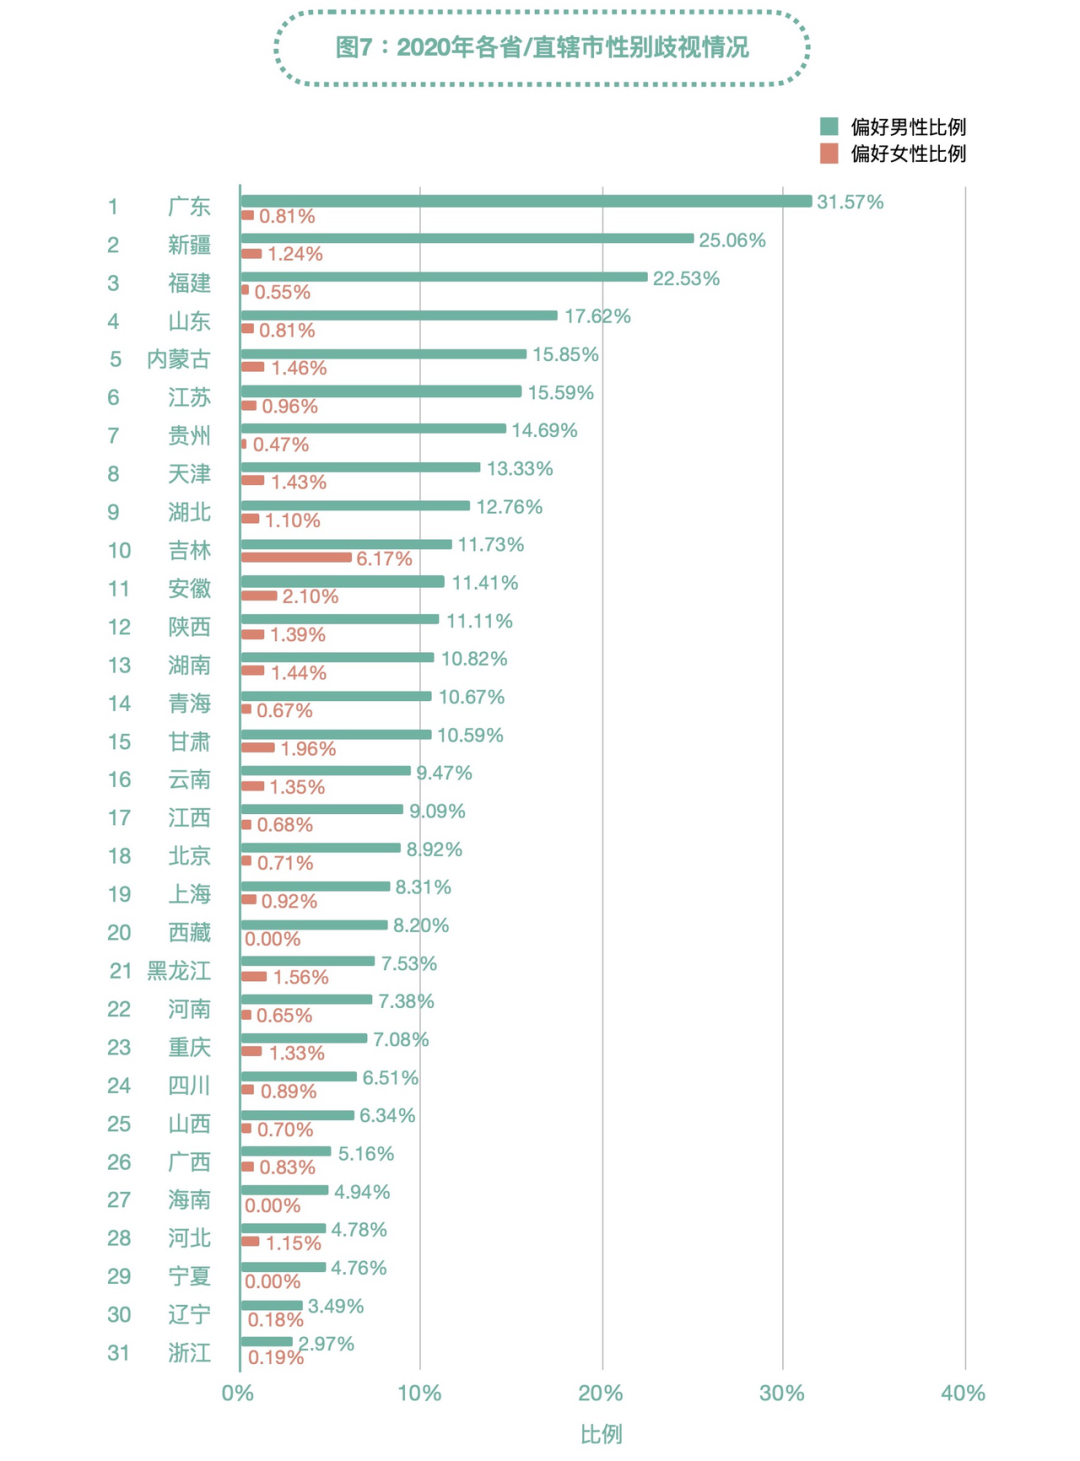 图7：2020年各省/直辖市性别歧视情况
偏好男性比例
偏好女性比例
1 广东 31.57%
0.81%
2 新疆 25.06%
1.24%
3 福建 22.53%
0.55%
4 山东 17.62%
0.81%
5 内蒙古 15.85%
1.46%
6 江苏 15.59%
0.96%
7 贵州 14.69%
0.47%
8 天津 13.33%
1.43%
9 湖北 12.76%
1.10%
10 吉林 11.73%
6.17%
11 安徽 11.41%
2.10%
12 陕西 11.11%
1.39%
13 湖南 10.82%
1.44%
14 青海 10.67%
0.67%
15 甘肃 10.59%
1.96%
16 云南 9.47%
1.35%
17 江西 9.09%
0.68%
18 北京 8.92%
0.71%
19 上海 8.31%
0.92%
20 西藏 8.20%
0.00%
21 黑龙江 7.53%
1.56%
22 河南 7.38%
0.65%
23 重庆 7.08%
1.33%
24 四川 6.51%
0.89%
25 山西 6.34%
0.70%
26 广西 5.16%
0.83%
27 海南 4.94%
0.00%
28 河北 4.78%
1.15%
29 宁夏 4.76%
0.00%
30 辽宁 3.49%
0.18%
31 浙江 2.97%
0.19%
0% 10% 20% 30% 40%
比例